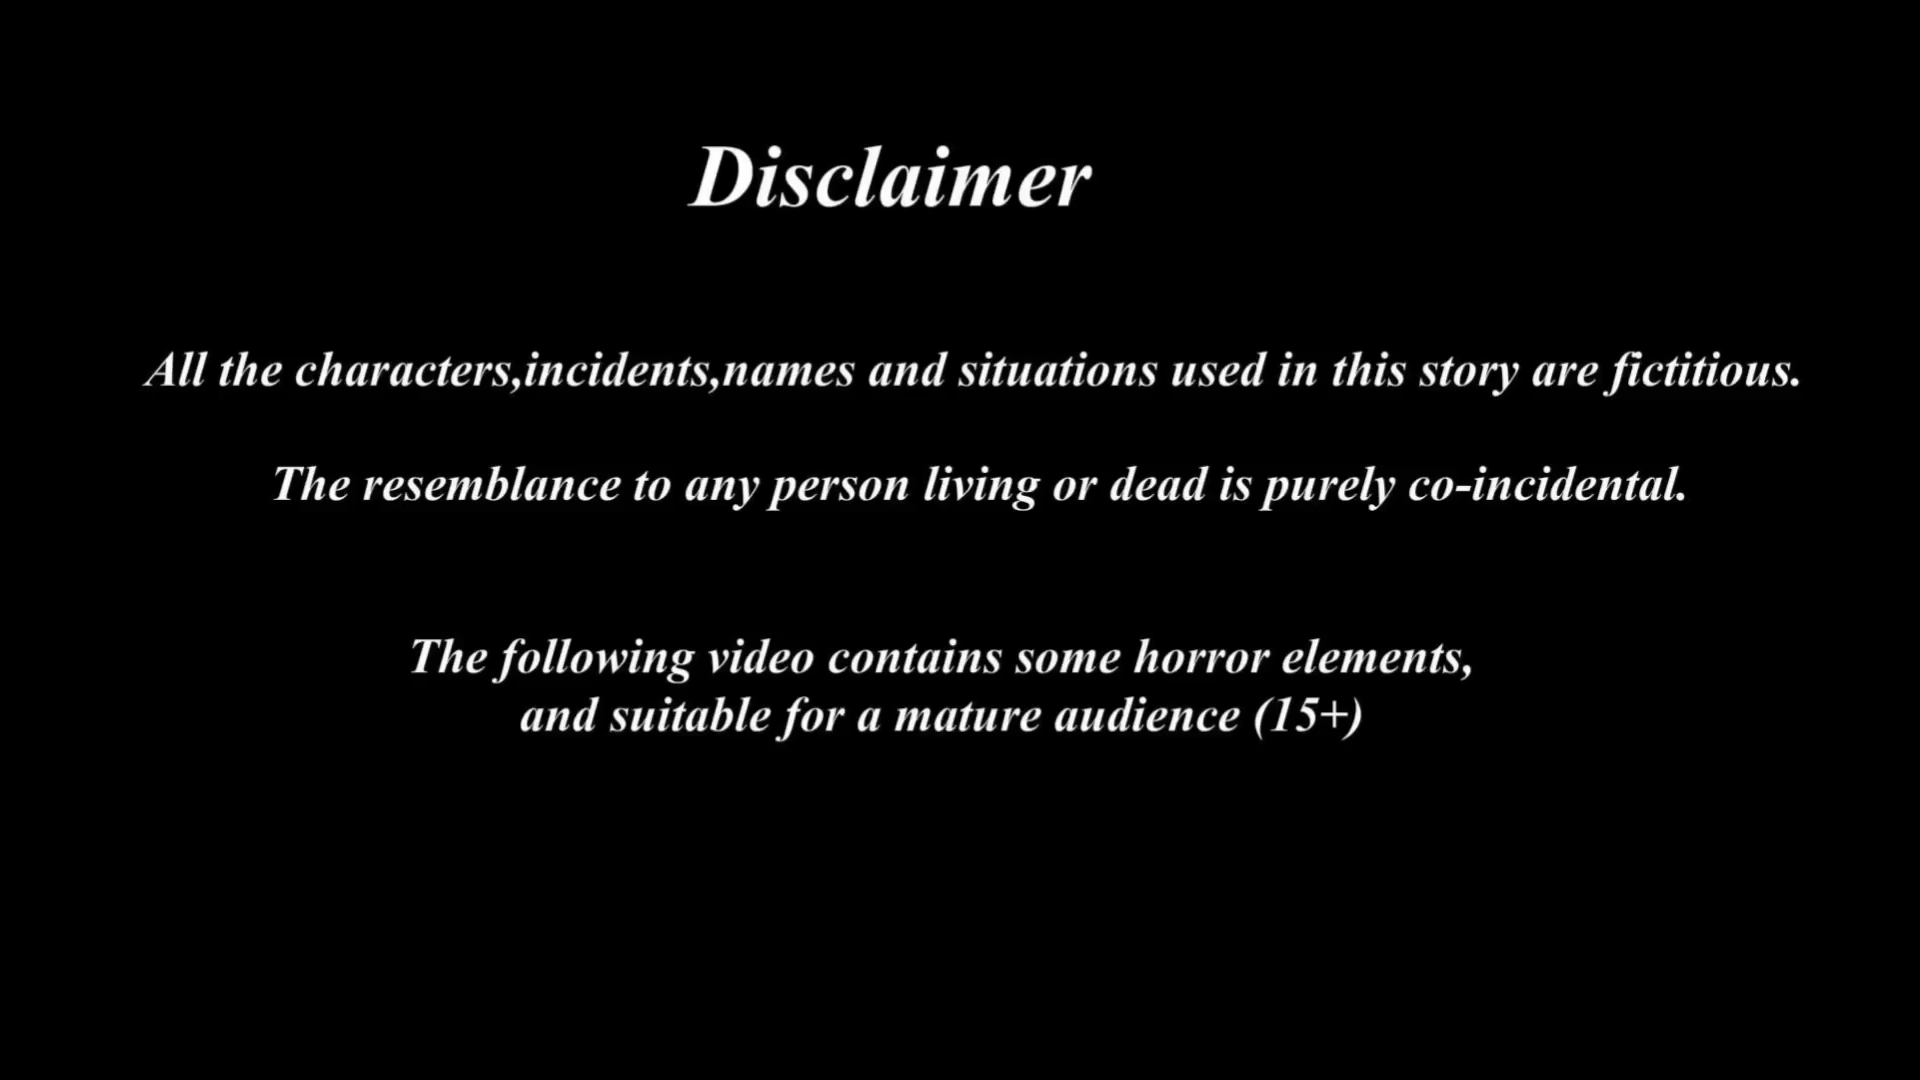 Disclaimer
All the characters,incidents,names and situations used in this story are fictitious.
The resemblance to any person living or dead is purely co-incidental.
The following video contains some horror elements,
and suitable for a mature audience (15+)